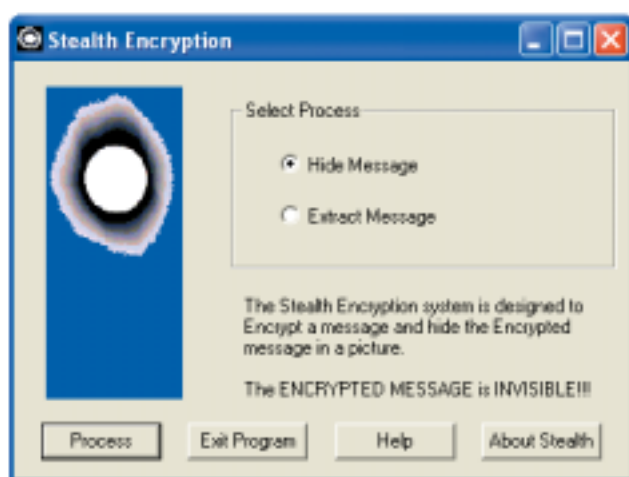 Stealth Encryption
Select Process
Hide Message
Extract Message
The Stealth Encryption system is designed to
Encrypt a message and hide the Encrypted
message in a picture.
The ENCRYPTED MESSAGE is INVISIBLE!!!
Process Exit Program Help About Stealth